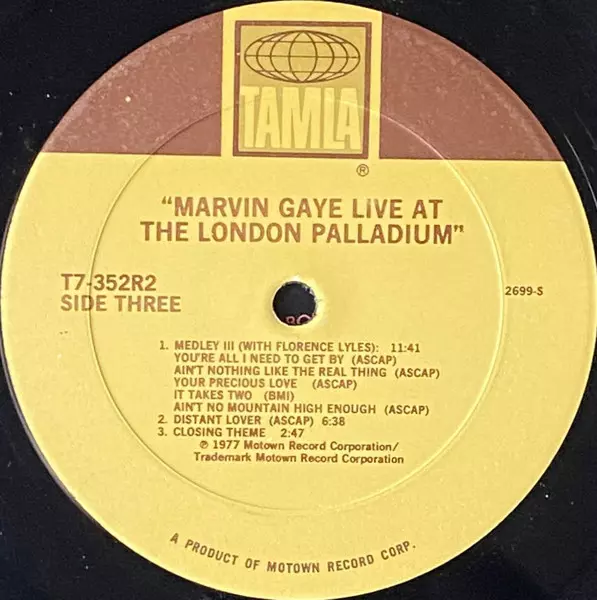 TAMLA
®
"MARVIN GAYE LIVE AT
THE LONDON PALLADIUM"
T7-352R2
SIDE THREE
2699-S
1. MEDLEY III (WITH FLORENCE LYLES): 11:41
YOU'RE ALL I NEED TO GET BY (ASCAP)
AIN'T NOTHING LIKE THE REAL THING (ASCAP)
YOUR PRECIOUS LOVE (ASCAP)
IT TAKES TWO (BMI)
AIN'T NO MOUNTAIN HIGH ENOUGH (ASCAP)
2. DISTANT LOVER (ASCAP) 6:38
3. CLOSING THEME 2:47
℗ 1977 Motown Record Corporation/
Trademark Motown Record Corporation
A PRODUCT OF MOTOWN RECORD CORP.